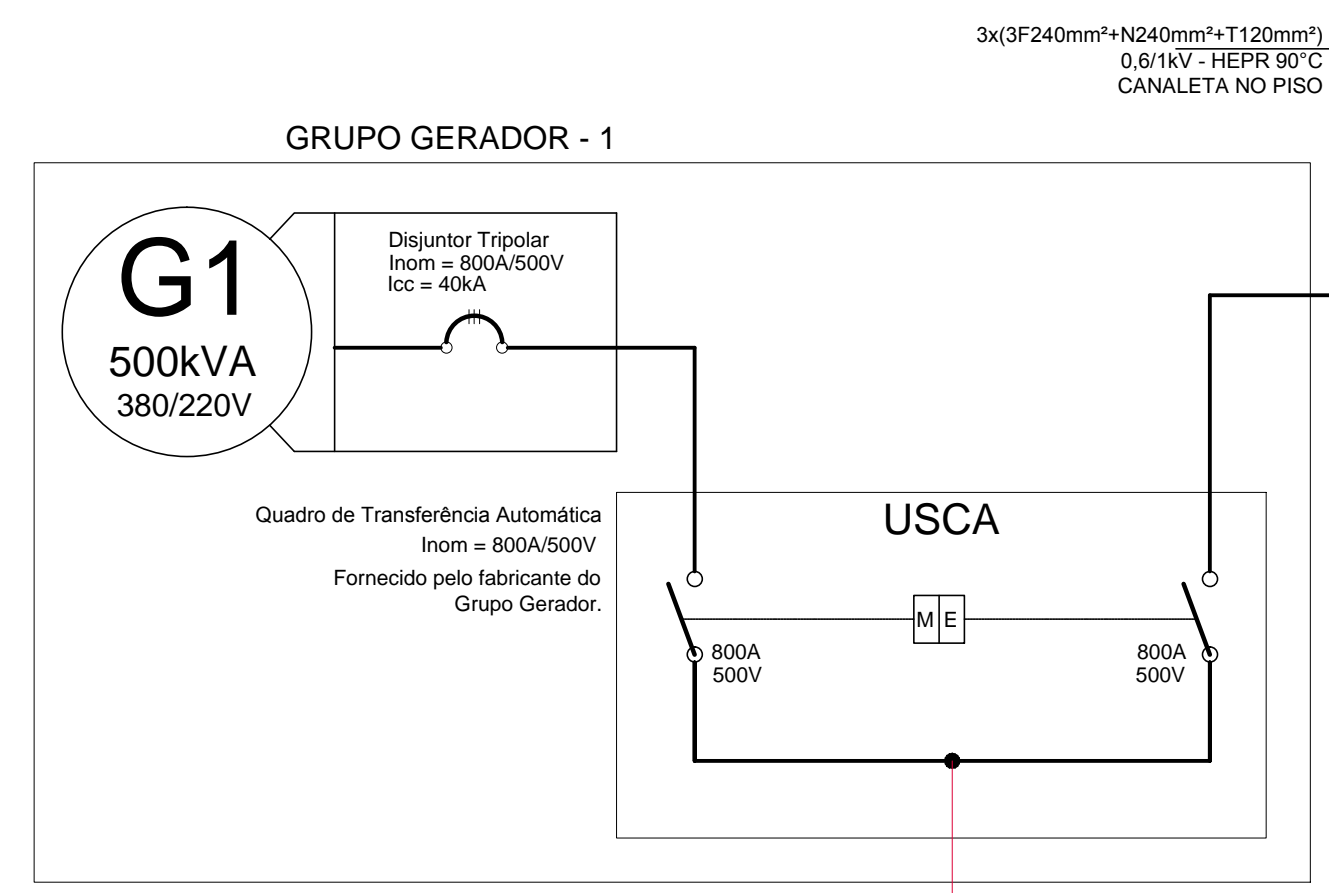 3x(3F240mm²+N240mm²+T120mm²)
0,6/1kV - HEPR 90°C
CANALETA NO PISO
GRUPO GERADOR - 1
G1
500kVA
380/220V
Disjuntor Tripolar
Inom = 800A/500V
Icc = 40kA
Quadro de Transferência Automática
Inom = 800A/500V
Fornecido pelo fabricante do
Grupo Gerador.
USCA
M E
800A
500V
800A
500V